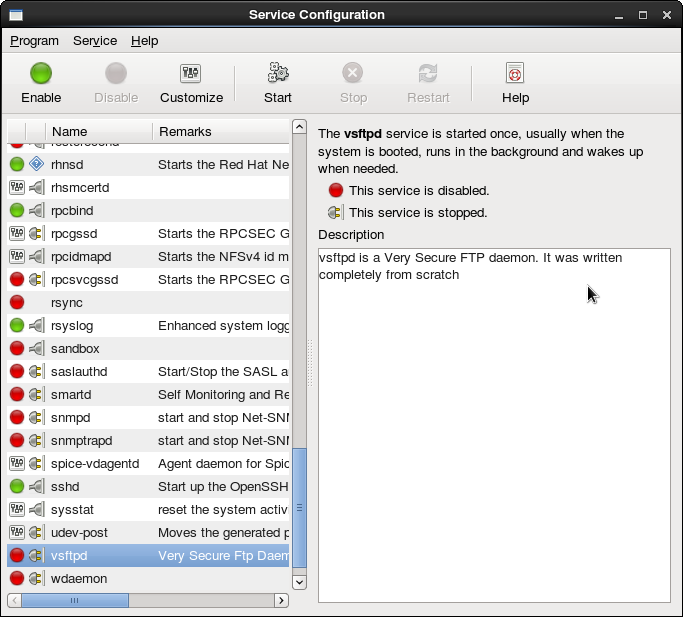 Service Configuration
Program Service Help
Enable Disable Customize Start Stop Restart Help
Name Remarks
rhnsd Starts the Red Hat Ne
rhsmcertd
rpcbind
rpcgssd Starts the RPCSEC G
rpcidmapd Starts the NFSv4 id m
rpcsvcgssd Starts the RPCSEC G
rsync
rsyslog Enhanced system logg
sandbox
saslauthd Start/Stop the SASL a
smartd Self Monitoring and Re
snmpd start and stop Net-SNM
snmptrapd start and stop Net-SNM
spice-vdagentd Agent daemon for Spic
sshd Start up the OpenSSH
sysstat reset the system activ
udev-post Moves the generated p
vsftpd Very Secure Ftp Daem
wdaemon
The vsftpd service is started once, usually when the
system is booted, runs in the background and wakes up
when needed.
This service is disabled.
This service is stopped.
Description
vsftpd is a Very Secure FTP daemon. It was written
completely from scratch